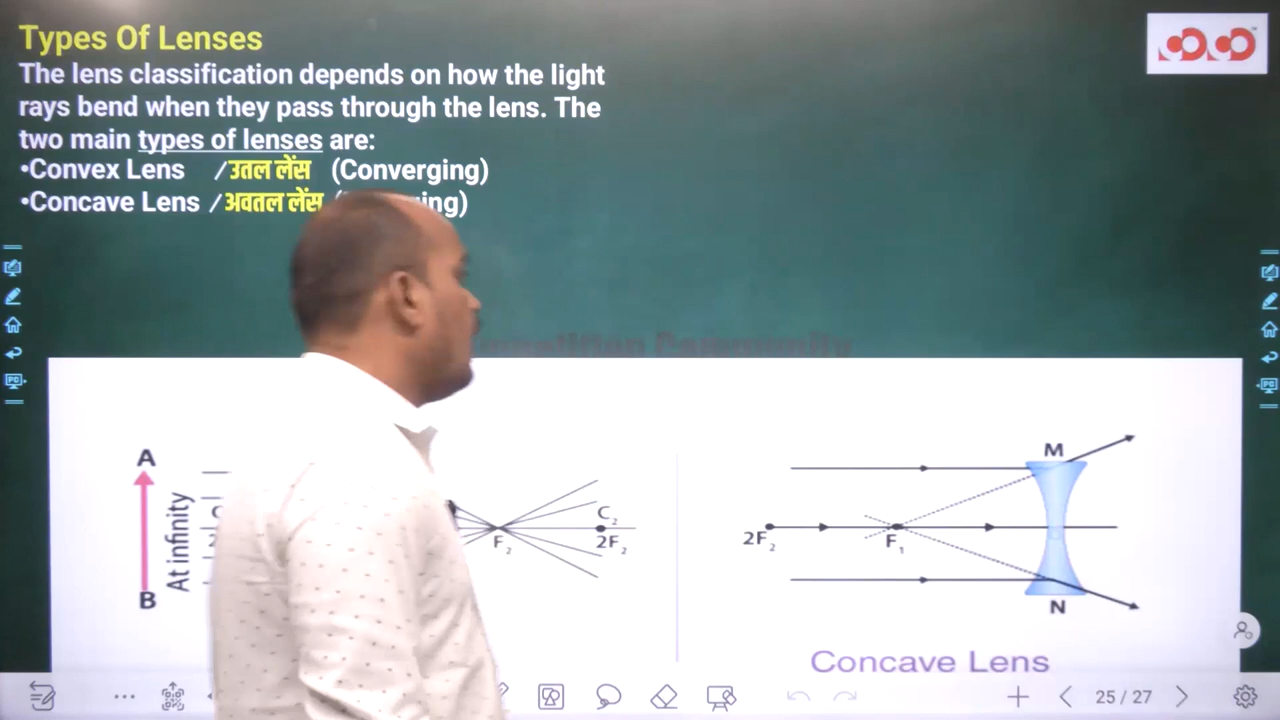 Types Of Lenses
The lens classification depends on how the light
rays bend when they pass through the lens. The
two main types of lenses are:
•Convex Lens / उतल लेंस (Converging)
•Concave Lens / अवतल लेंस
A
At infinity
B
F₂
C₂
2F₂
2F₂
F₁
M
N
Concave Lens
25 / 27